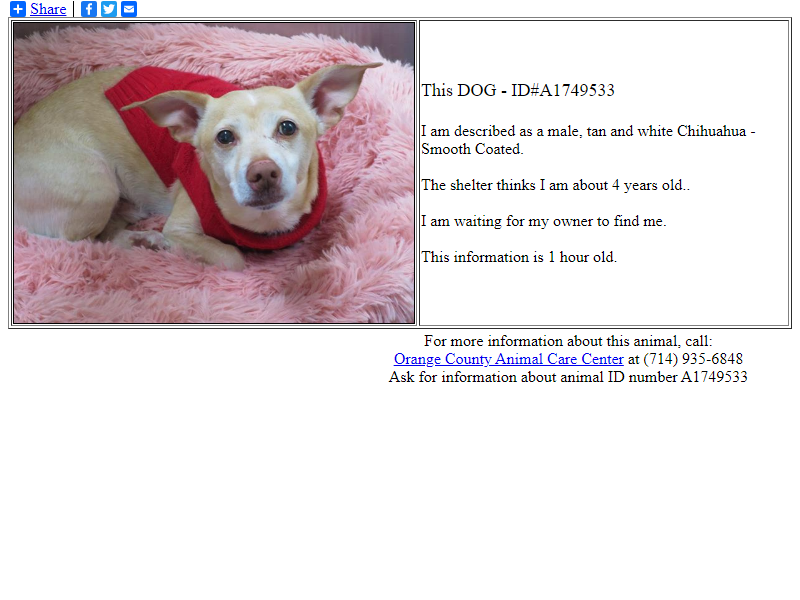 Share |
This DOG - ID#A1749533
I am described as a male, tan and white Chihuahua -
Smooth Coated.
The shelter thinks I am about 4 years old..
I am waiting for my owner to find me.
This information is 1 hour old.
For more information about this animal, call:
Orange County Animal Care Center at (714) 935-6848
Ask for information about animal ID number A1749533